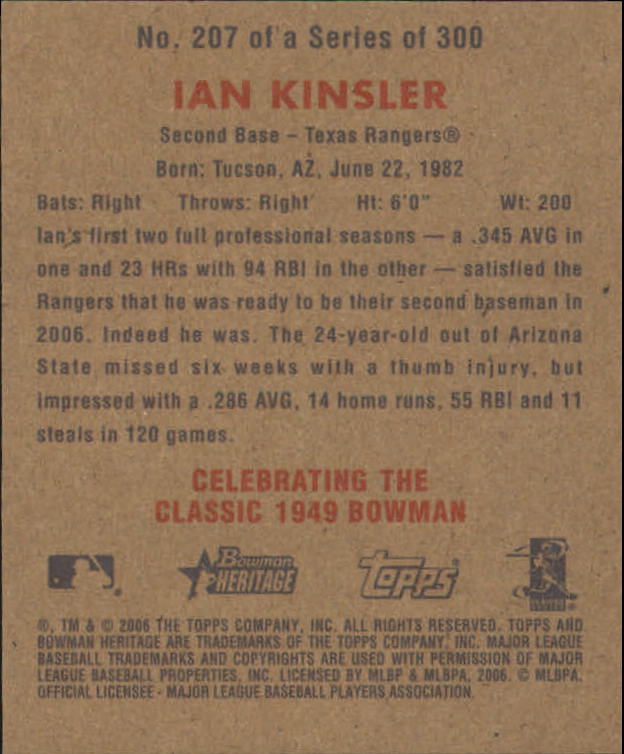 No. 207 of a Series of 300
IAN KINSLER
Second Base – Texas Rangers®
Born: Tucson, AZ, June 22, 1982
Bats: Right Throws: Right Ht: 6'0" Wt: 200
Ian's first two full professional seasons — a .345 AVG in
one and 23 HRs with 94 RBI in the other — satisfied the
Rangers that he was ready to be their second baseman in
2006. Indeed he was. The 24-year-old out of Arizona
State missed six weeks with a thumb injury, but
impressed with a .286 AVG, 14 home runs, 55 RBI and 11
steals in 120 games.
CELEBRATING THE
CLASSIC 1949 BOWMAN
Bowman
HERITAGE
Topps
®, TM & © 2006 THE TOPPS COMPANY, INC. ALL RIGHTS RESERVED. TOPPS AND
BOWMAN HERITAGE ARE TRADEMARKS OF THE TOPPS COMPANY, INC. MAJOR LEAGUE
BASEBALL TRADEMARKS AND COPYRIGHTS ARE USED WITH PERMISSION OF MAJOR
LEAGUE BASEBALL PROPERTIES, INC. LICENSED BY MLBP & MLBPA, 2006. © MLBPA,
OFFICIAL LICENSEE - MAJOR LEAGUE BASEBALL PLAYERS ASSOCIATION.